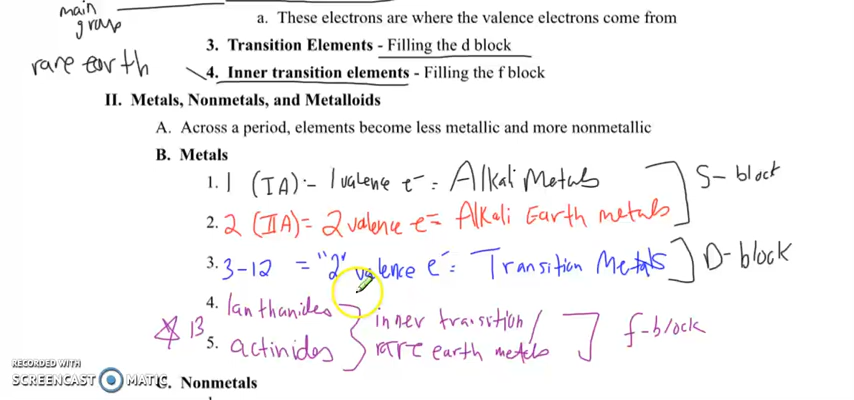 main
group
a. These electrons are where the valence electrons come from
3. Transition Elements - Filling the d block
rare earth
4. Inner transition elements - Filling the f block
II. Metals, Nonmetals, and Metalloids
A. Across a period, elements become less metallic and more nonmetallic
B. Metals
1. 1 (IA) - 1 valence e⁻ = Alkali Metals
S-block
2. 2 (IIA) = 2 valence e⁻ = Alkali Earth metals
3. 3-12 = "2" valence e⁻ = Transition Metals
D-block
4. lanthanides
inner transition/
B
f-block
5. actinides
rare earth metals
RECORDED WITH
SCREENCAST MATIC
C. Nonmetals